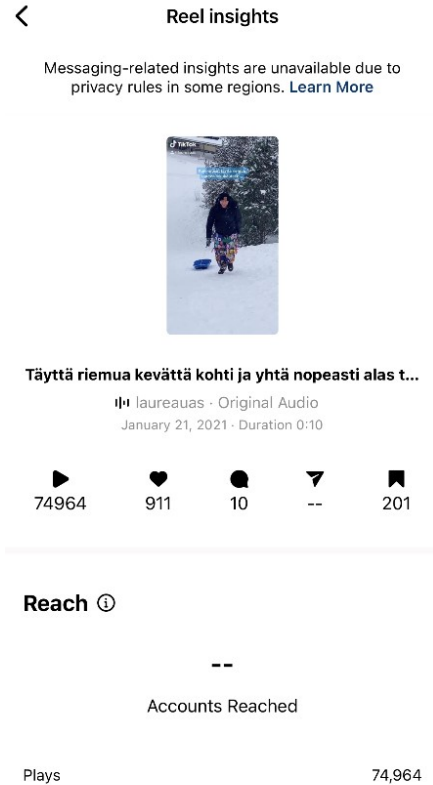 Reel insights
Messaging-related insights are unavailable due to
privacy rules in some regions. Learn More
TikTok
Täyttä riemua kevättä kohti ja yhtä nopeasti alas t...
laureauas · Original Audio
January 21, 2021 · Duration 0:10
74964 911 10 -- 201
Reach
--
Accounts Reached
Plays 74,964